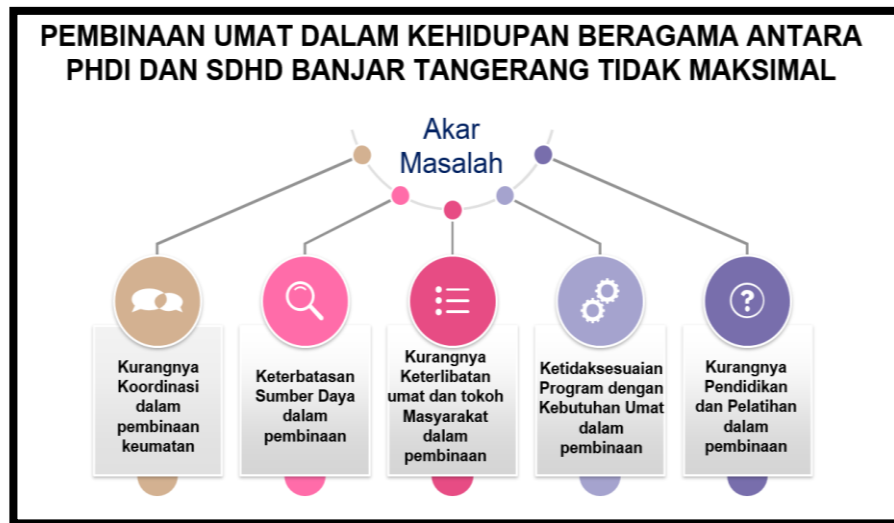 PEMBINAAN UMAT DALAM KEHIDUPAN BERAGAMA ANTARA
PHDI DAN SDHD BANJAR TANGERANG TIDAK MAKSIMAL
Akar
Masalah
Kurangnya
Koordinasi
dalam
pembinaan
keumatan
Keterbatasan
Sumber Daya
dalam
pembinaan
Kurangnya
Keterlibatan
umat dan tokoh
Masyarakat
dalam
pembinaan
Ketidaksesuaian
Program dengan
Kebutuhan Umat
dalam
pembinaan
?
Kurangnya
Pendidikan
dan Pelatihan
dalam
pembinaan